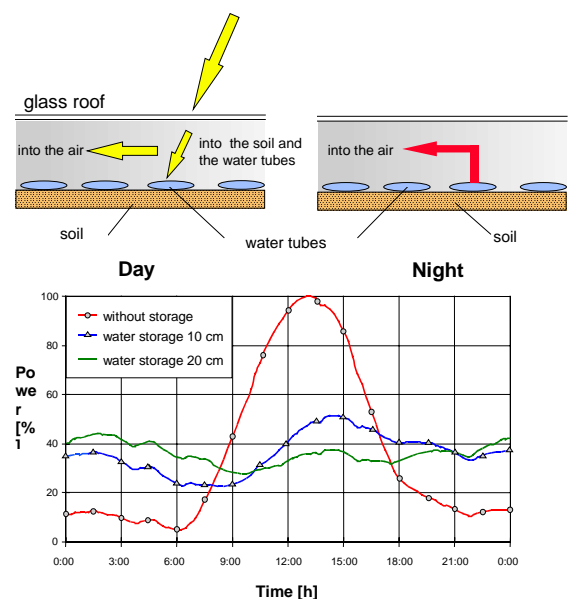 glass roof
into the air
into the soil and
the water tubes
into the air
soil
water tubes
soil
Day
Night
100
80
60
40
20
0
Po
we
r
[%
]
without storage
water storage 10 cm
water storage 20 cm
0:00 3:00 6:00 9:00 12:00 15:00 18:00 21:00 0:00
Time [h]